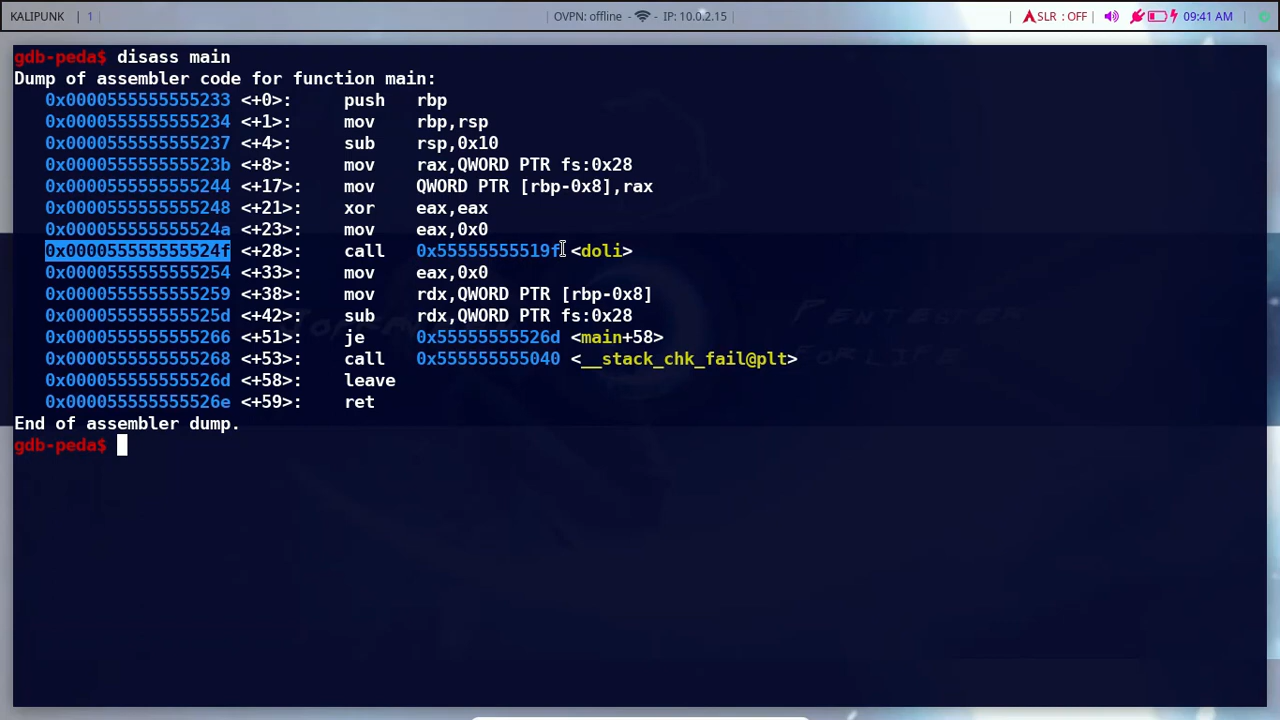 KALIPUNK | 1 | OVPN: offline - - IP: 10.0.2.15 | | SLR : OFF 09:41 AM |
gdb-peda$ disass main
Dump of assembler code for function main:
0x0000555555555233 <+0>: push rbp
0x0000555555555234 <+1>: mov rbp,rsp
0x0000555555555237 <+4>: sub rsp,0x10
0x000055555555523b <+8>: mov rax,QWORD PTR fs:0x28
0x0000555555555244 <+17>: mov QWORD PTR [rbp-0x8],rax
0x0000555555555248 <+21>: xor eax,eax
0x000055555555524a <+23>: mov eax,0x0
0x000055555555524f <+28>: call 0x55555555519f <doli>
0x0000555555555254 <+33>: mov eax,0x0
0x0000555555555259 <+38>: mov rdx,QWORD PTR [rbp-0x8]
0x000055555555525d <+42>: sub rdx,QWORD PTR fs:0x28
0x0000555555555266 <+51>: je 0x55555555526d <main+58>
0x0000555555555268 <+53>: call 0x555555555040 <__stack_chk_fail@plt>
0x000055555555526d <+58>: leave
0x000055555555526e <+59>: ret
End of assembler dump.
gdb-peda$
PENTESTER
FOR LIFE